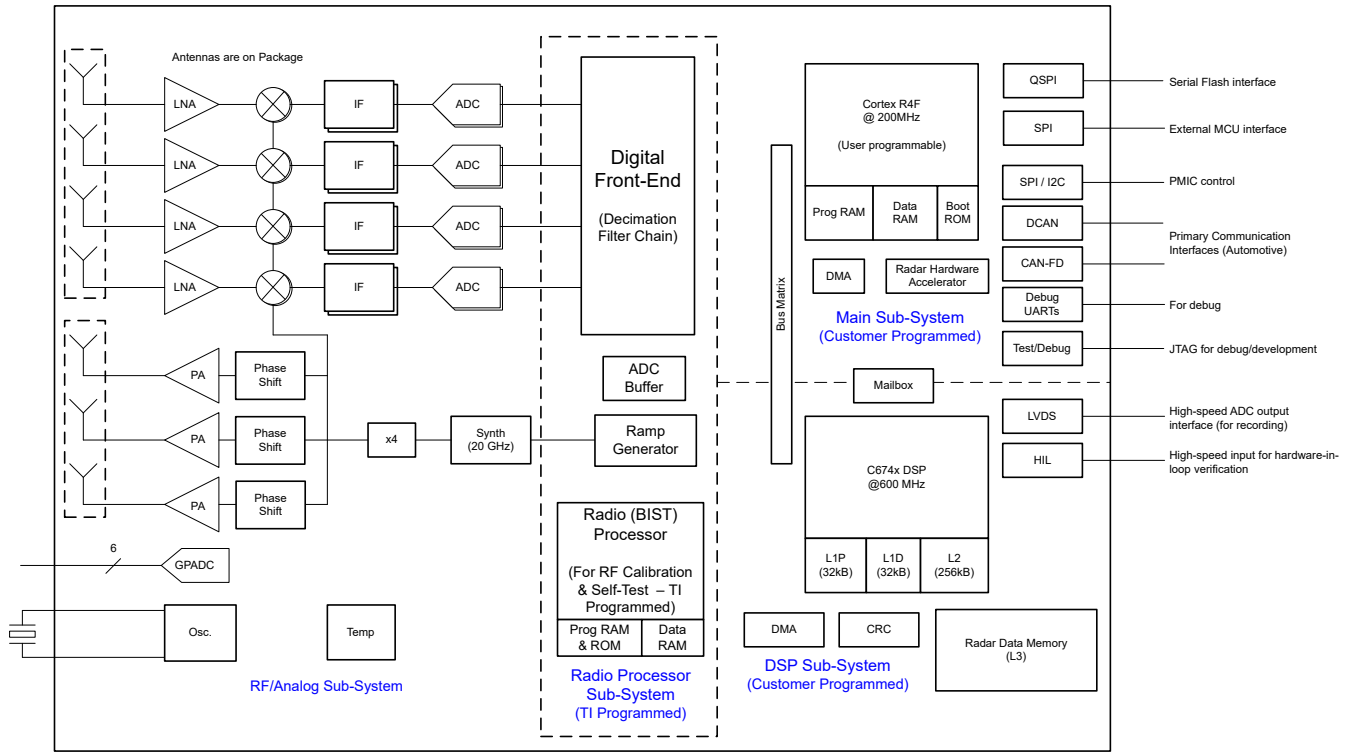 Antennas are on Package
LNA
IF
ADC
LNA
IF
ADC
LNA
IF
ADC
LNA
IF
ADC
PA
Phase
Shift
PA
Phase
Shift
PA
Phase
Shift
x4
Synth
(20 GHz)
6
GPADC
Osc.
Temp
RF/Analog Sub-System
Digital
Front-End
(Decimation
Filter Chain)
ADC
Buffer
Ramp
Generator
Radio (BIST)
Processor
(For RF Calibration
& Self-Test – TI
Programmed)
Prog RAM
& ROM
Data
RAM
Radio Processor
Sub-System
(TI Programmed)
Bus Matrix
Cortex R4F
@ 200MHz
(User programmable)
Prog RAM
Data
RAM
Boot
ROM
DMA
Radar Hardware
Accelerator
Main Sub-System
(Customer Programmed)
Mailbox
C674x DSP
@600 MHz
L1P
(32kB)
L1D
(32kB)
L2
(256kB)
DMA
CRC
DSP Sub-System
(Customer Programmed)
Radar Data Memory
(L3)
QSPI
Serial Flash interface
SPI
External MCU interface
SPI / I2C
PMIC control
DCAN
CAN-FD
Primary Communication
Interfaces (Automotive)
Debug
UARTs
For debug
Test/Debug
JTAG for debug/development
LVDS
High-speed ADC output
interface (for recording)
HIL
High-speed input for hardware-in-
loop verification